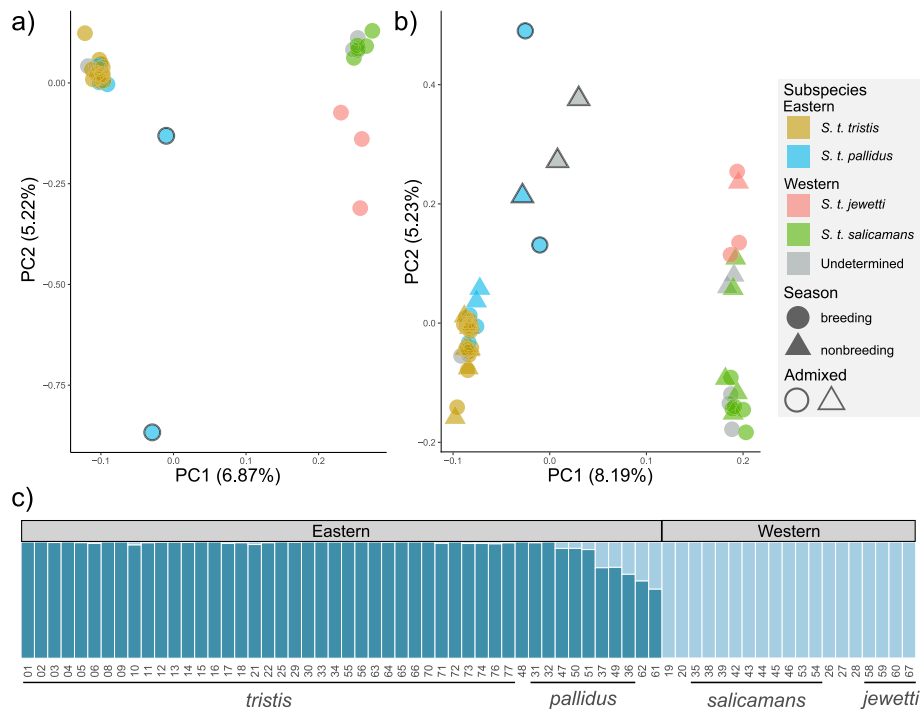 a)
b)
0.00
−0.25
−0.50
−0.75
PC2 (5.22%)
−0.1
0.0
0.1
0.2
PC1 (6.87%)
0.4
0.2
0.0
−0.2
PC2 (5.23%)
−0.1
0.0
0.1
0.2
PC1 (8.19%)
Subspecies
Eastern
S. t. tristis
S. t. pallidus
Western
S. t. jewetti
S. t. salicamans
Undetermined
Season
breeding
nonbreeding
Admixed
c)
Eastern
Western
01 02 03 04 05 06 08 09 10 11 12 13 14 15 16 17 18 21 22 25 29 30 33 34 40 55 63 64 65 66 70 71 72 73 74 76 77 48 31 32 47 50 51 37 49 36 62 61 19 20 35 38 39 42 43 44 45 46 53 54 26 27 28 58 59 60 67
tristis
pallidus
salicamans
jewetti